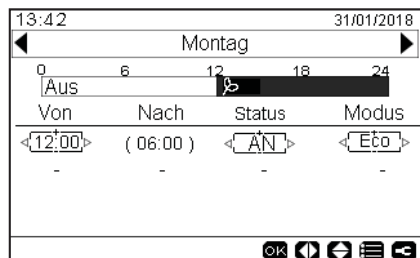 13:42 31/01/2018
Montag
0 6 12 18 24
Aus
Von Nach Status Modus
12:00 ( 06:00 ) AN Eco
- - - -
OK